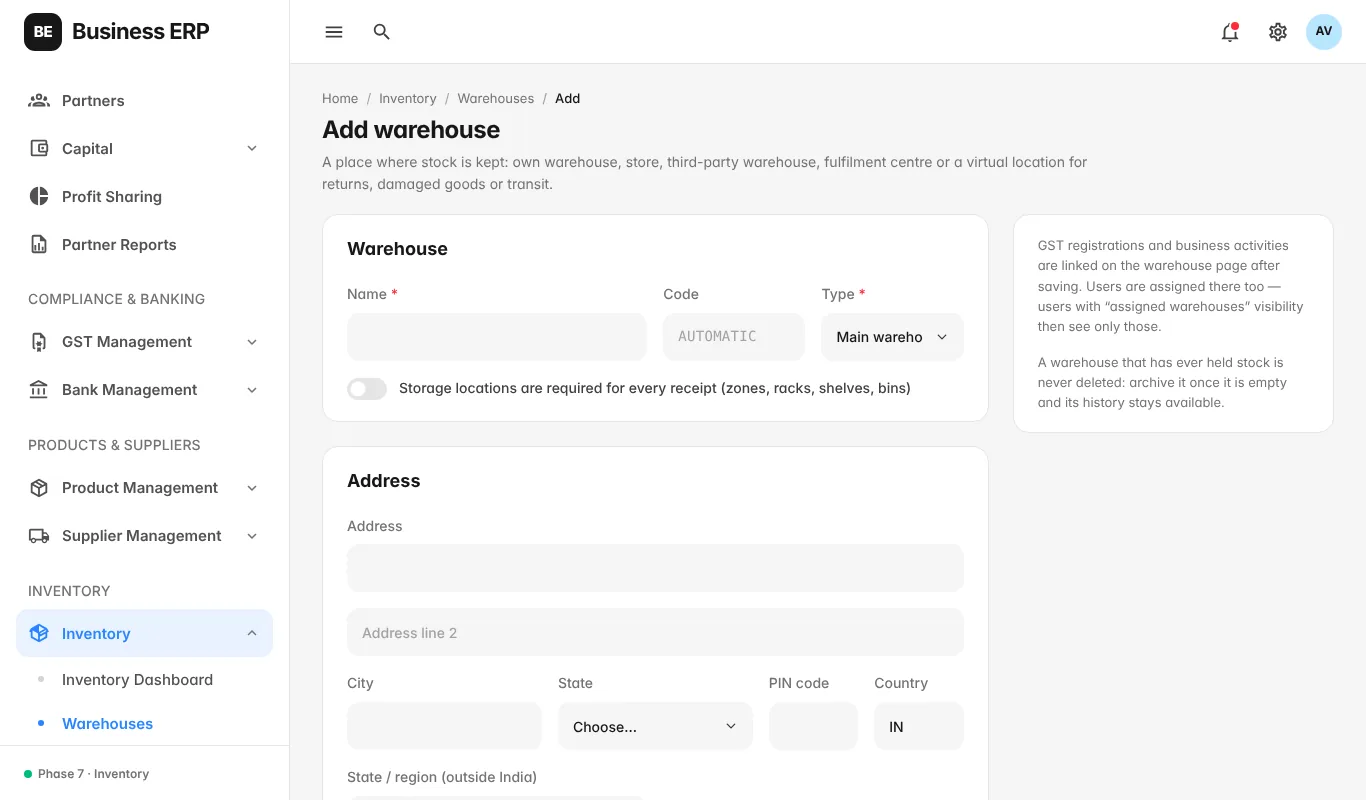 BE Business ERP
AV
Partners
Capital
Profit Sharing
Partner Reports
COMPLIANCE & BANKING
GST Management
Bank Management
PRODUCTS & SUPPLIERS
Product Management
Supplier Management
INVENTORY
Inventory
Inventory Dashboard
Warehouses
Phase 7 · Inventory
Home / Inventory / Warehouses / Add
Add warehouse
A place where stock is kept: own warehouse, store, third-party warehouse, fulfilment centre or a virtual location for
returns, damaged goods or transit.
Warehouse
Name * Code Type *
AUTOMATIC Main wareho
Storage locations are required for every receipt (zones, racks, shelves, bins)
Address
Address
Address line 2
City State PIN code Country
Choose... IN
State / region (outside India)
GST registrations and business activities
are linked on the warehouse page after
saving. Users are assigned there too —
users with “assigned warehouses” visibility
then see only those.
A warehouse that has ever held stock is
never deleted: archive it once it is empty
and its history stays available.